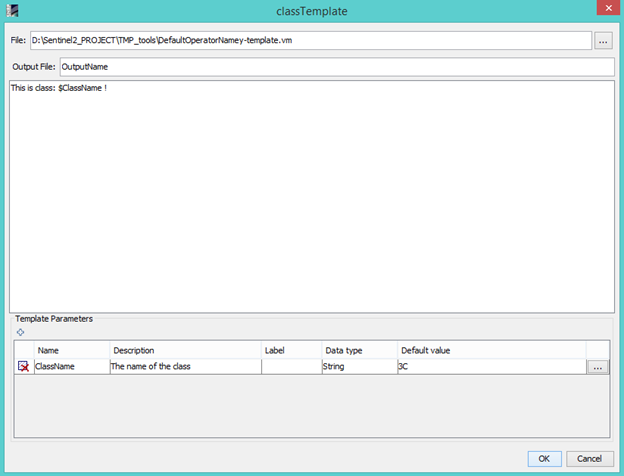 classTemplate
File: D:\Sentinel2_PROJECT\TMP_tools\DefaultOperatorNamey-template.vm ...
Output File: OutputName
This is class: $ClassName !
Template Parameters
Name Description Label Data type Default value
ClassName The name of the class String 3C ...
OK Cancel